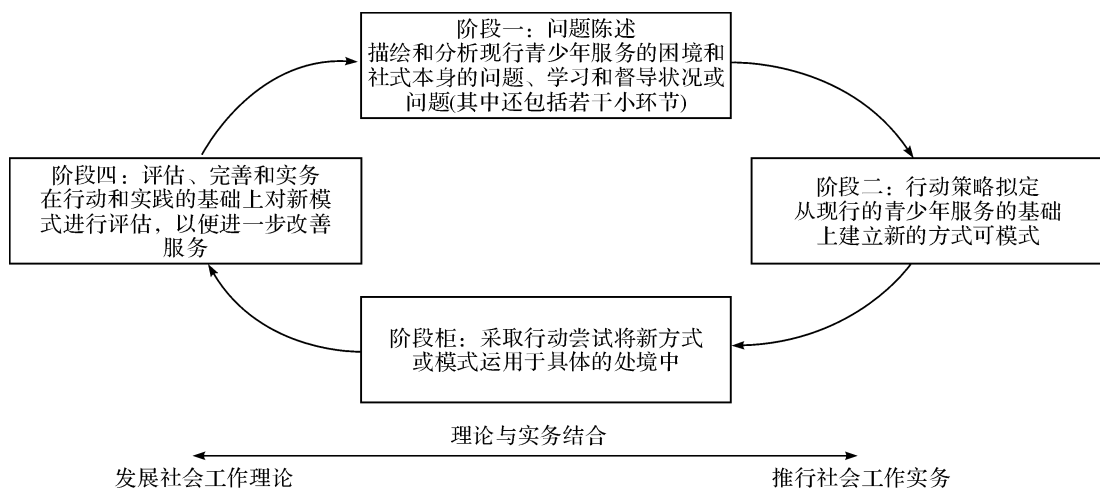 阶段一：问题陈述
描绘和分析现行青少年服务的困境和
社式本身的问题、学习和督导状况或
问题(其中还包括若干小环节)
阶段四：评估、完善和实务
在行动和实践的基础上对新模
式进行评估，以便进一步改善
服务
阶段二：行动策略拟定
从现行的青少年服务的基础
上建立新的方式可模式
阶段柜：采取行动尝试将新方式
或模式运用于具体的处境中
理论与实务结合
发展社会工作理论
推行社会工作实务